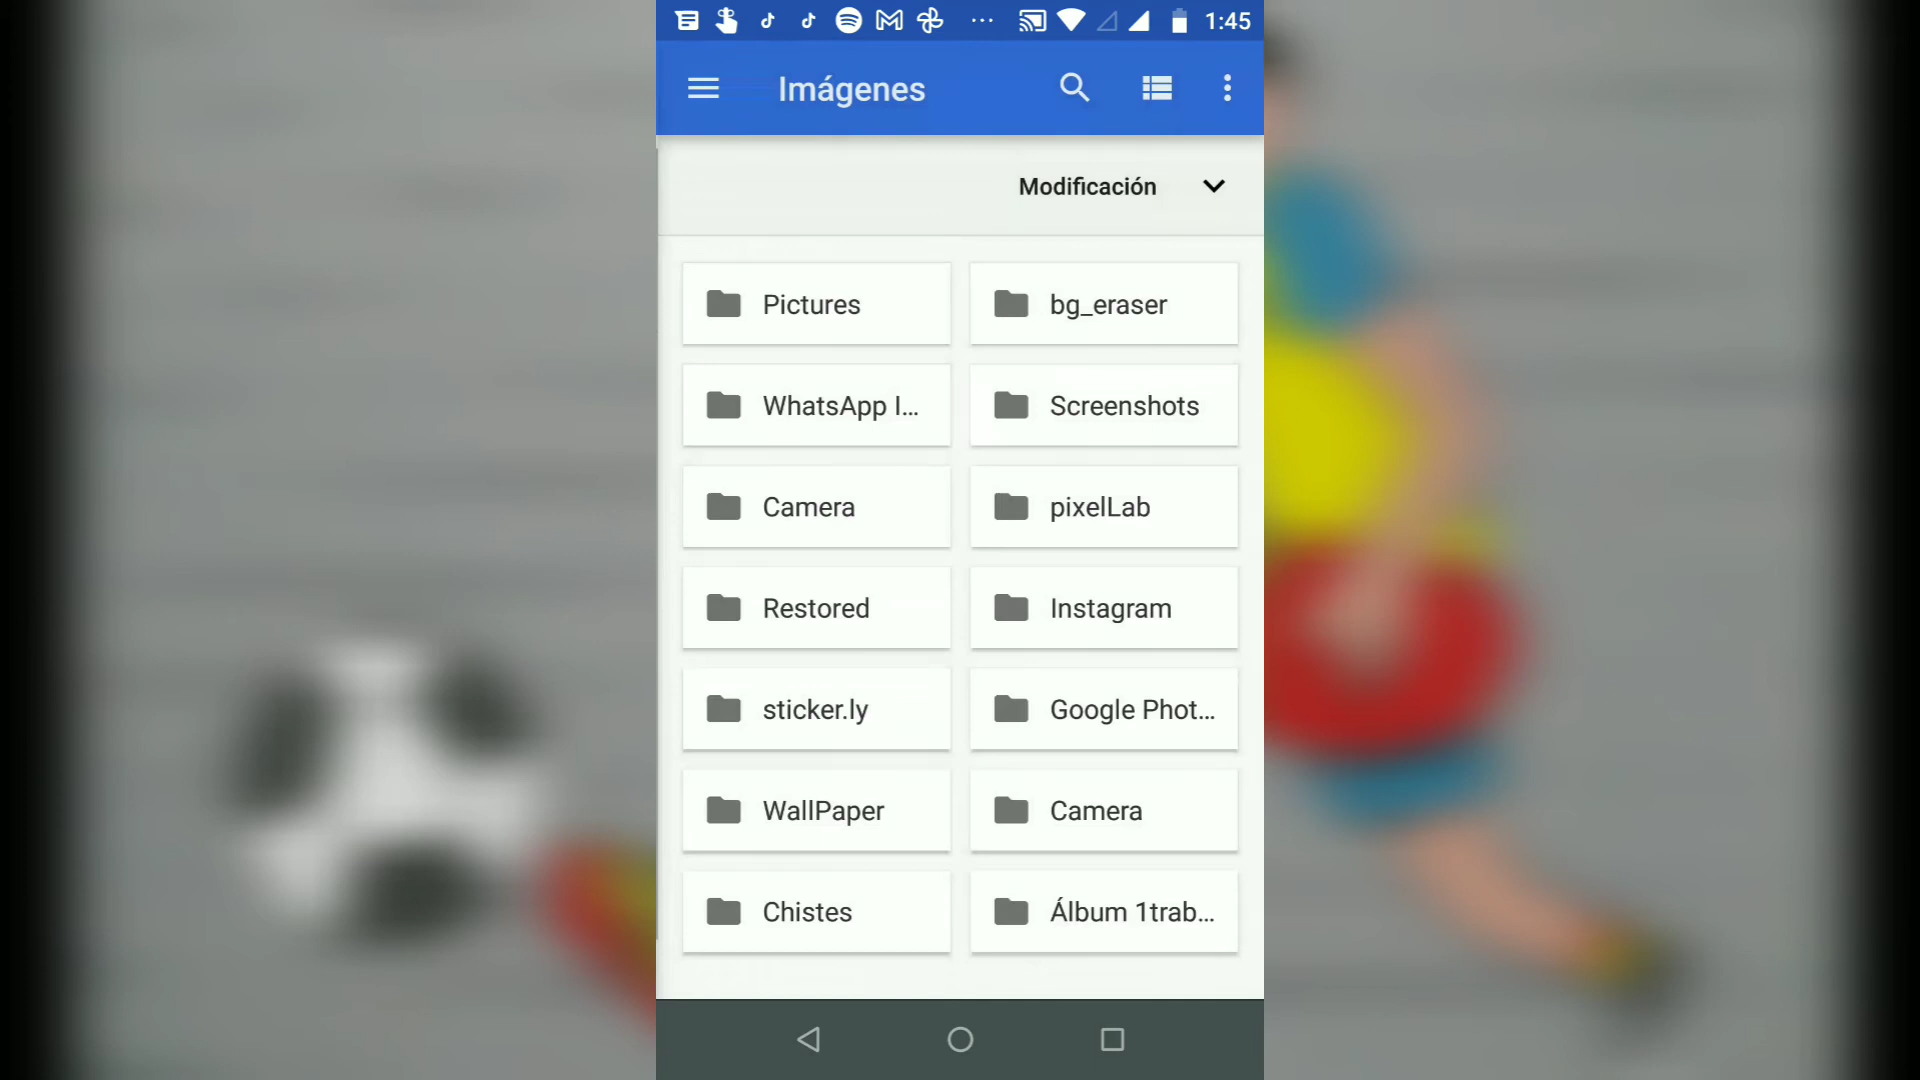 1:45
Imágenes
Modificación
Pictures
bg_eraser
WhatsApp I...
Screenshots
Camera
pixelLab
Restored
Instagram
sticker.ly
Google Phot...
WallPaper
Camera
Chistes
Álbum 1trab...